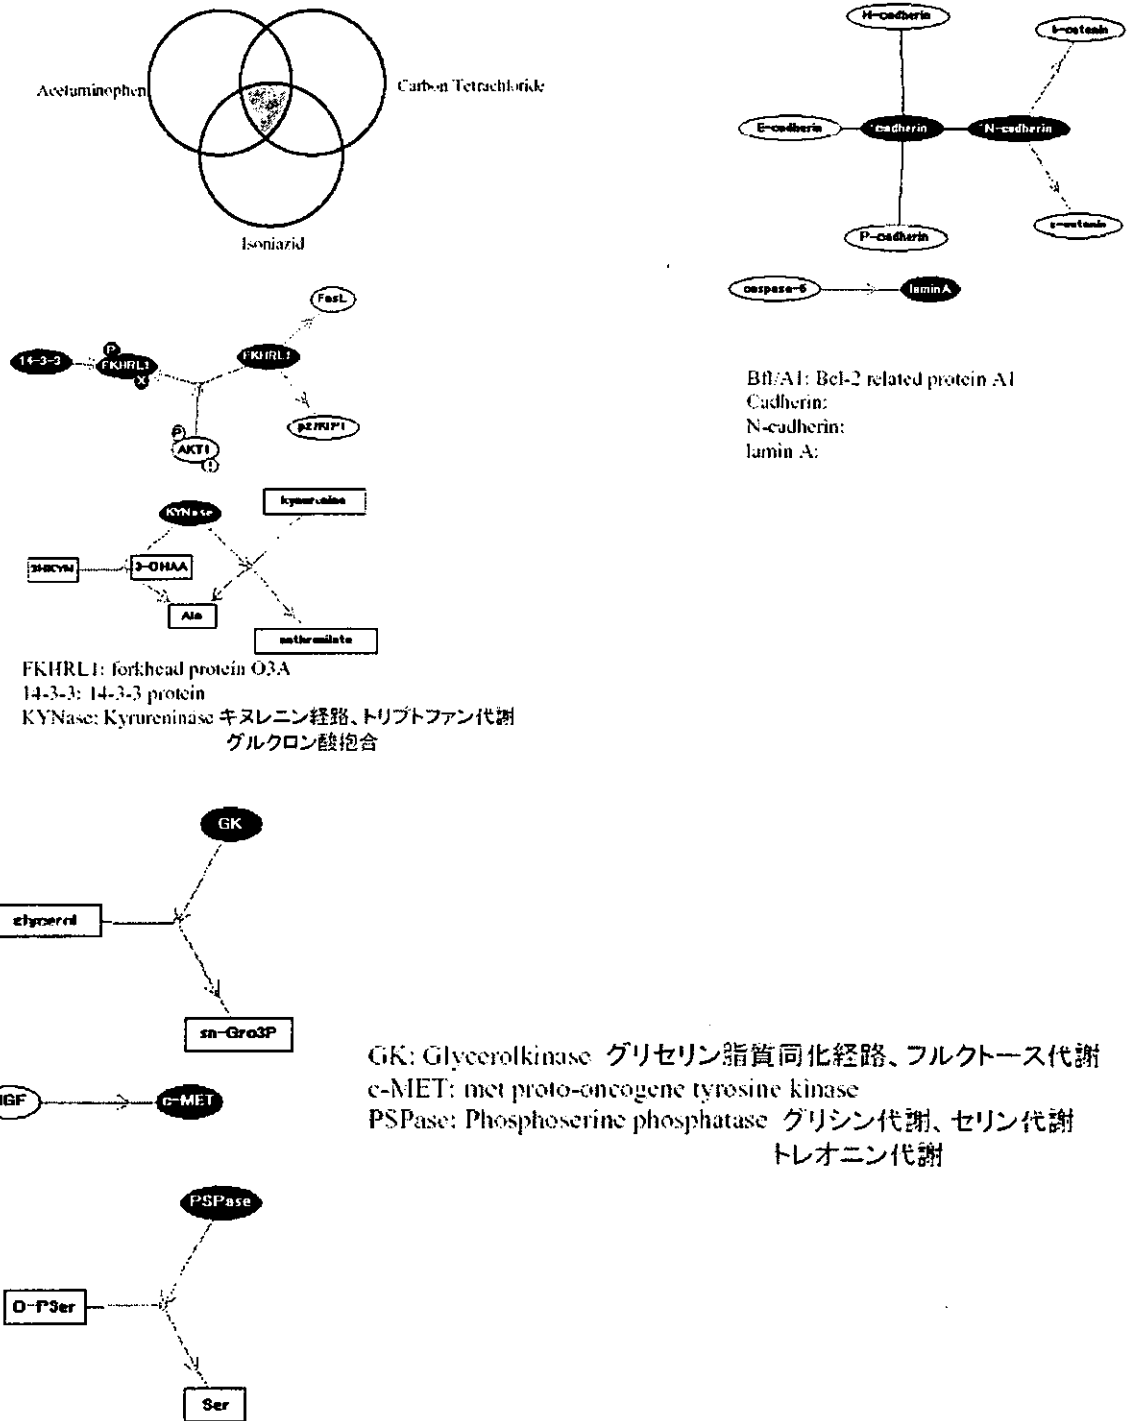 Acetaminophen
Carbon Tetrachloride
Isoniazid
H-cadherin
E-cadherin
cadherin
N-cadherin
P-cadherin
caspase-6
lamin A
FasL
14-3-3
P
FKHRL1
X
FKHRL1
P
AKT1
Bfl/A1: Bcl-2 related protein A1
Cadherin:
N-cadherin:
lamin A:
KYNase
kynurenine
3-OHAA
Ala
anthranilate
FKHRL1: forkhead protein O3A
14-3-3: 14-3-3 protein
KYNase: Kyrureninase キヌレニン経路、トリプトファン代謝
グルクロン酸抱合
GK
glycerol
sn-Gro3P
HGF
c-MET
GK: Glycerolkinase グリセリン脂質同化経路、フルクトース代謝
c-MET: met proto-oncogene tyrosine kinase
PSPase: Phosphoserine phosphatase グリシン代謝、セリン代謝
トレオニン代謝
PSPase
O-PSer
Ser